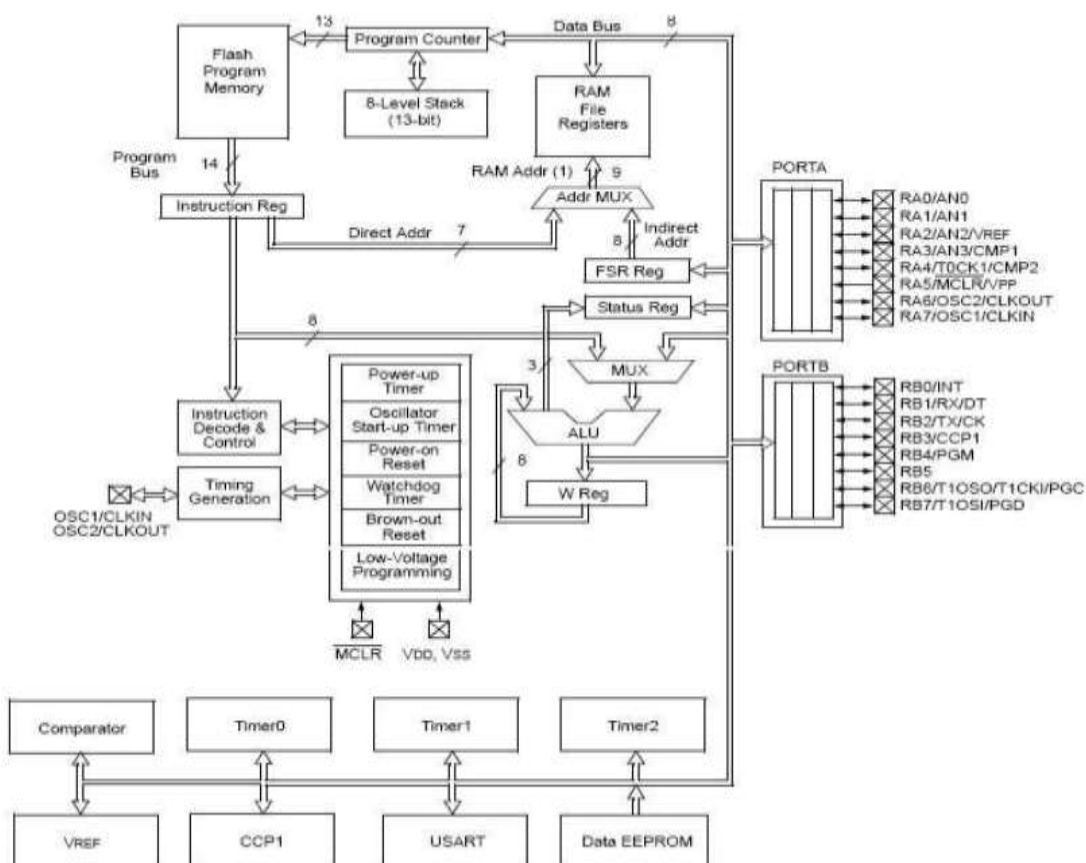 13
Program Counter
Data Bus
8
Flash
Program
Memory
8-Level Stack
(13-bit)
RAM
File
Registers
Program
Bus
14
RAM Addr (1)
9
Addr MUX
Instruction Reg
Direct Addr
7
8
Indirect
Addr
FSR Reg
Status Reg
8
3
MUX
ALU
8
W Reg
Power-up
Timer
Oscillator
Start-up Timer
Power-on
Reset
Watchdog
Timer
Brown-out
Reset
Low-Voltage
Programming
Instruction
Decode &
Control
Timing
Generation
OSC1/CLKIN
OSC2/CLKOUT
MCLR
VDD, VSS
PORTA
RA0/AN0
RA1/AN1
RA2/AN2/VREF
RA3/AN3/CMP1
RA4/T0CK1/CMP2
RA5/MCLR/VPP
RA6/OSC2/CLKOUT
RA7/OSC1/CLKIN
PORTB
RB0/INT
RB1/RX/DT
RB2/TX/CK
RB3/CCP1
RB4/PGM
RB5
RB6/T1OSO/T1CKI/PGC
RB7/T1OSI/PGD
Comparator
Timer0
Timer1
Timer2
VREF
CCP1
USART
Data EEPROM